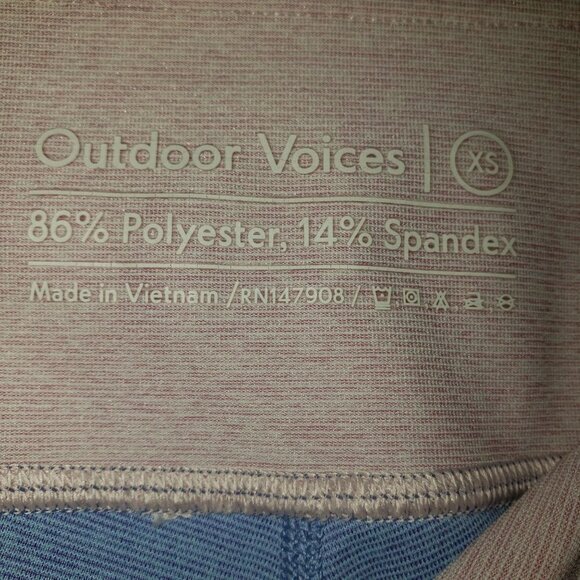 Outdoor Voices | XS
86% Polyester, 14% Spandex
Made in Vietnam /RN147908 /